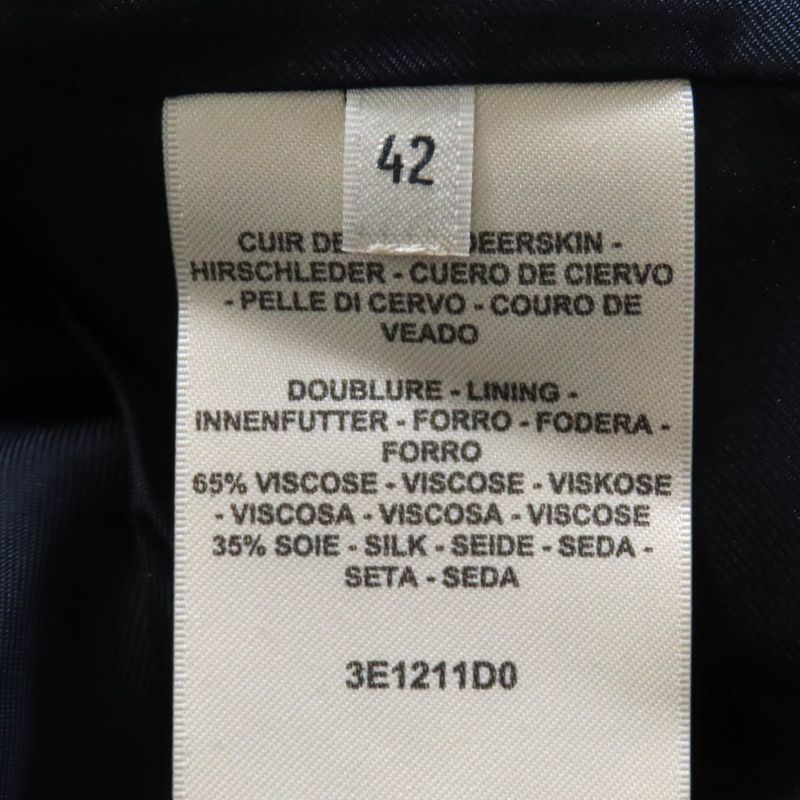 42
CUIR DE DEERSKIN -
HIRSCHLEDER - CUERO DE CIERVO
- PELLE DI CERVO - COURO DE
VEADO
DOUBLURE - LINING -
INNENFUTTER - FORRO - FODERA -
FORRO
65% VISCOSE - VISCOSE - VISKOSE
- VISCOSA - VISCOSA - VISCOSE
35% SOIE - SILK - SEIDE - SEDA -
SETA - SEDA
3E1211D0